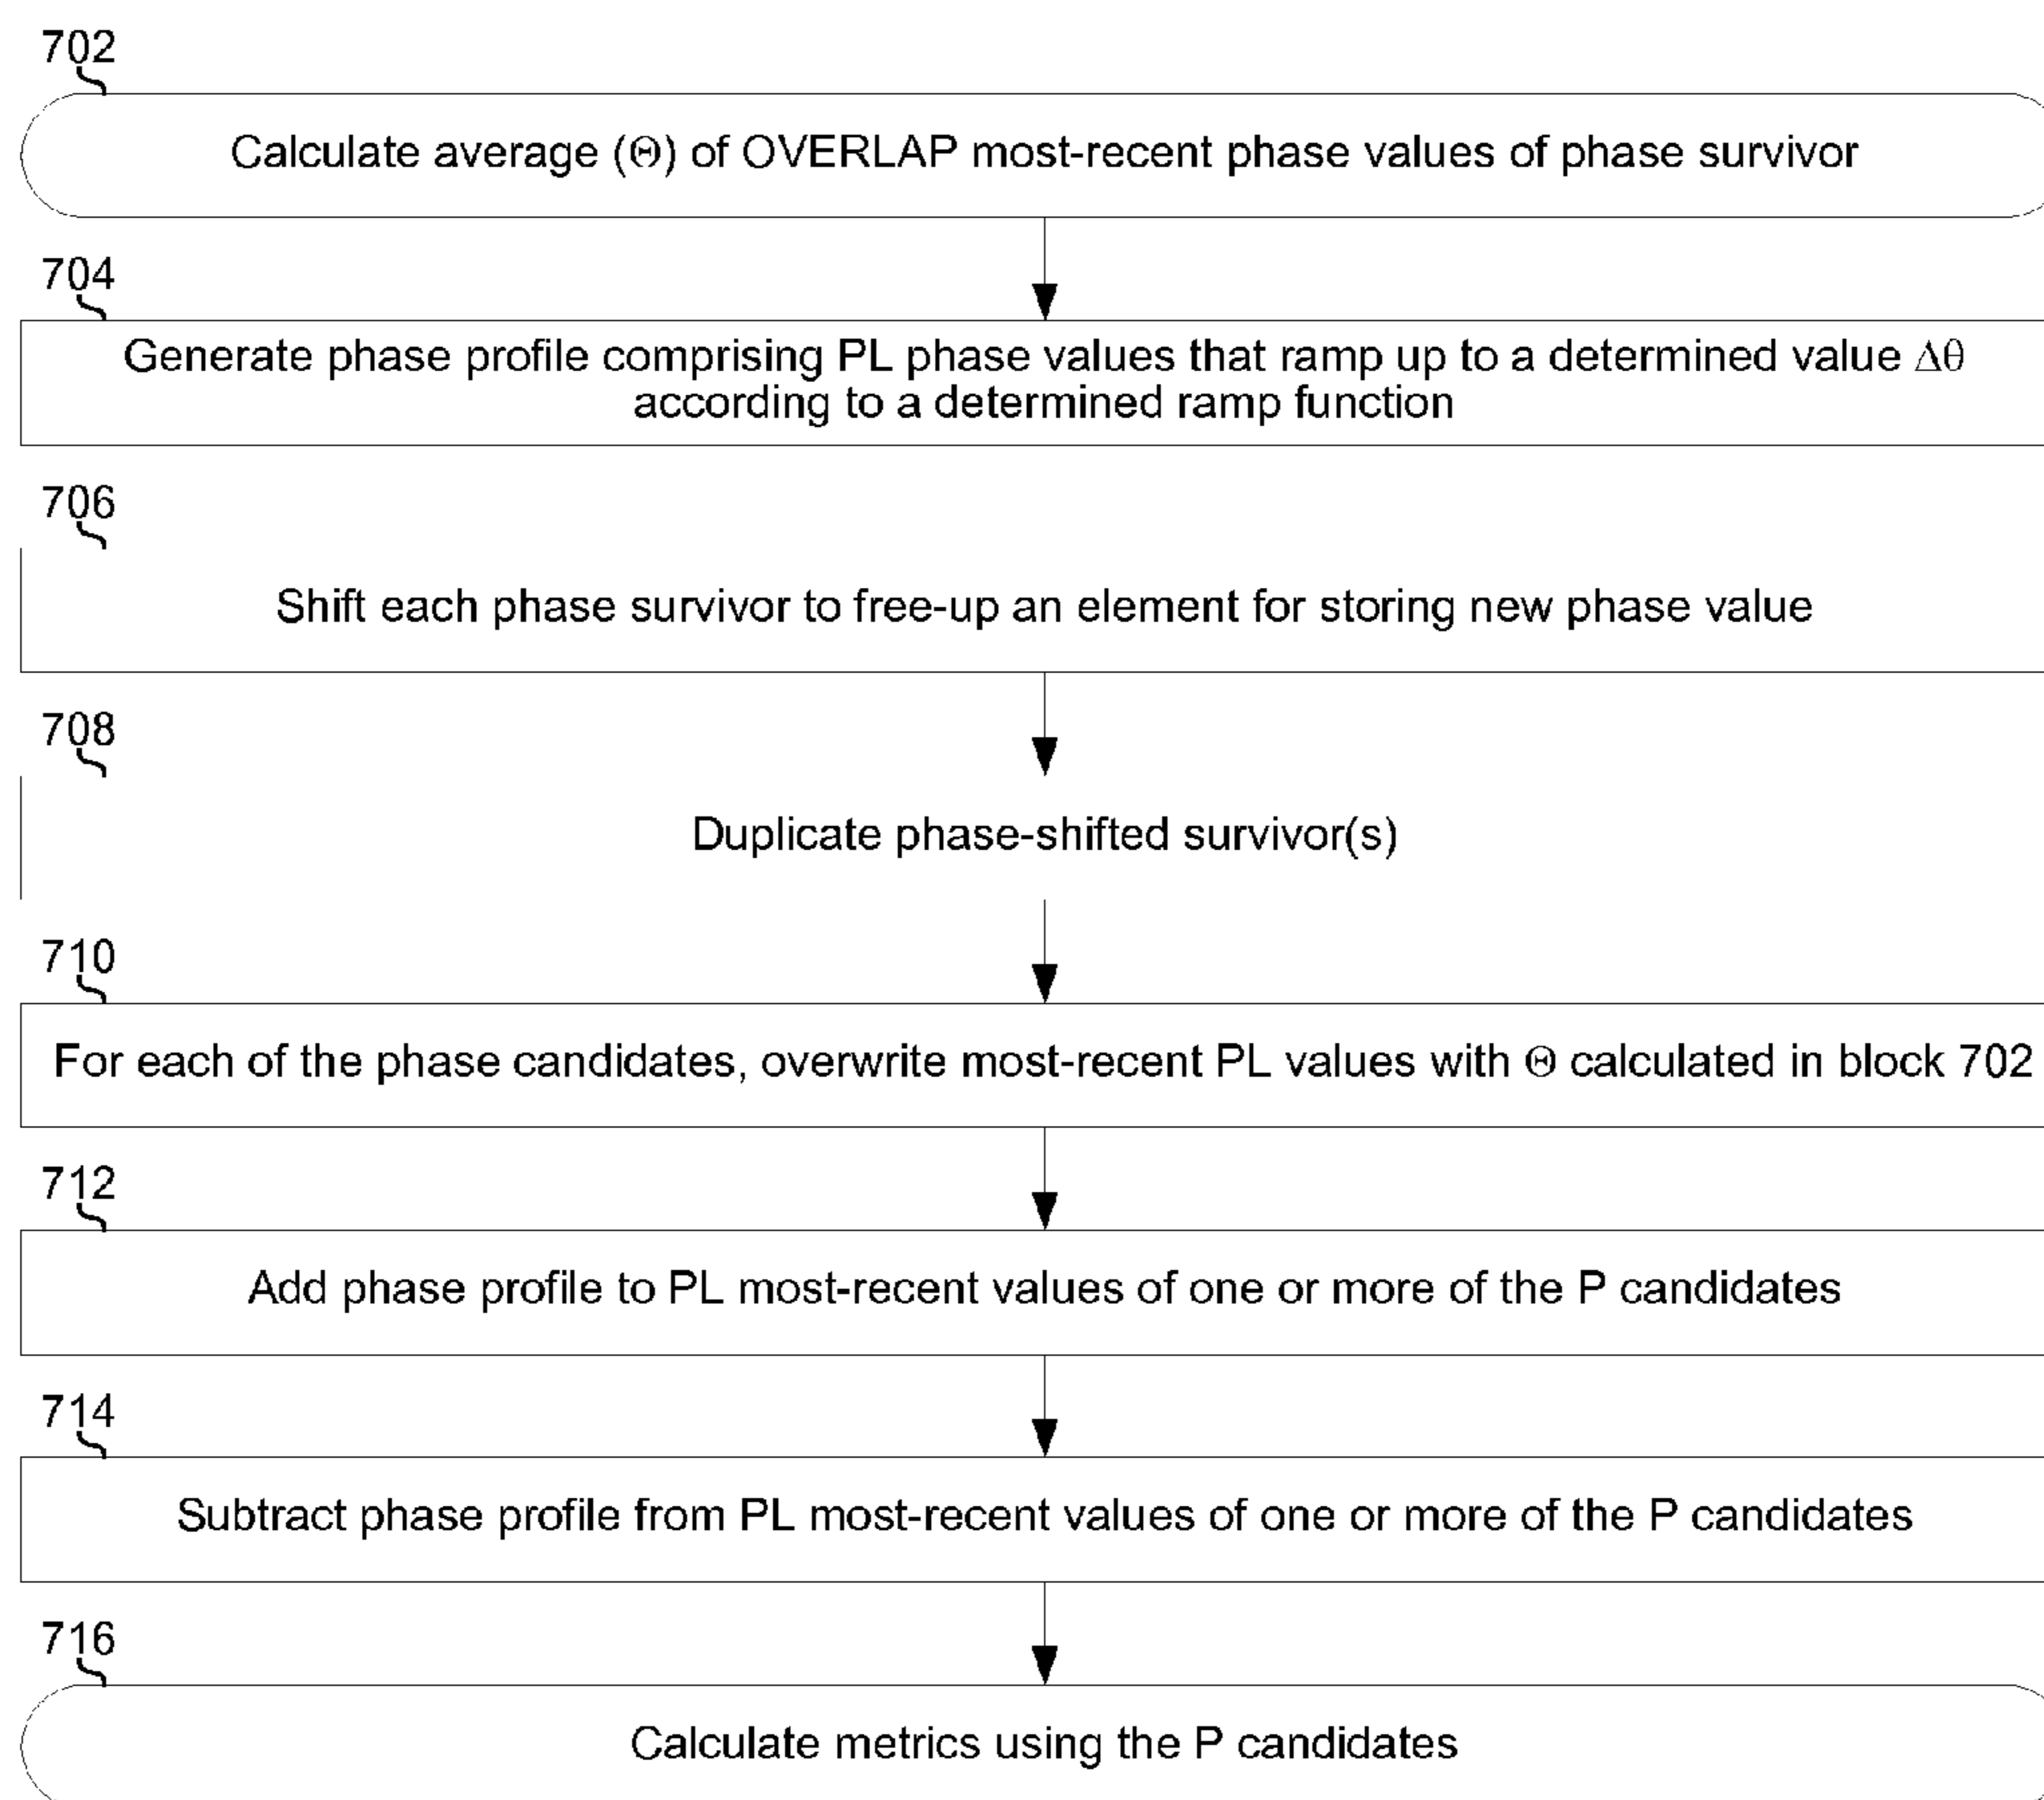 702
Calculate average (Θ) of OVERLAP most-recent phase values of phase survivor
704
Generate phase profile comprising PL phase values that ramp up to a determined value Δθ
according to a determined ramp function
706
Shift each phase survivor to free-up an element for storing new phase value
708
Duplicate phase-shifted survivor(s)
710
For each of the phase candidates, overwrite most-recent PL values with Θ calculated in block 702
712
Add phase profile to PL most-recent values of one or more of the P candidates
714
Subtract phase profile from PL most-recent values of one or more of the P candidates
716
Calculate metrics using the P candidates